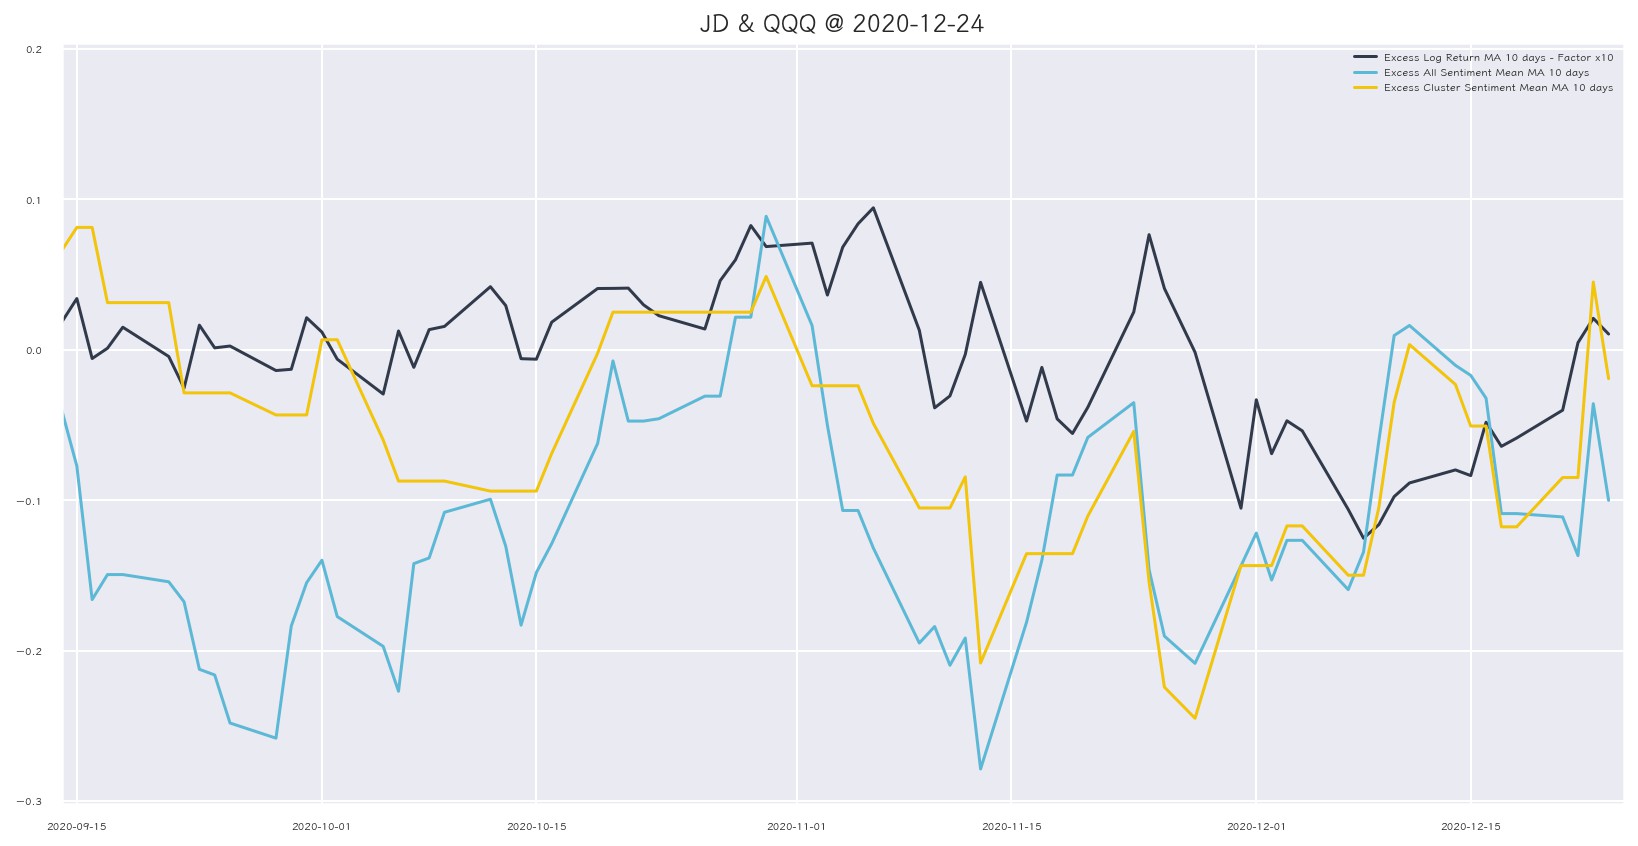 JD & QQQ @ 2020-12-24
Excess Log Return MA 10 days - Factor x10
Excess All Sentiment Mean MA 10 days
Excess Cluster Sentiment Mean MA 10 days
0.2
0.1
0.0
−0.1
−0.2
−0.3
2020-09-15 2020-10-01 2020-10-15 2020-11-01 2020-11-15 2020-12-01 2020-12-15